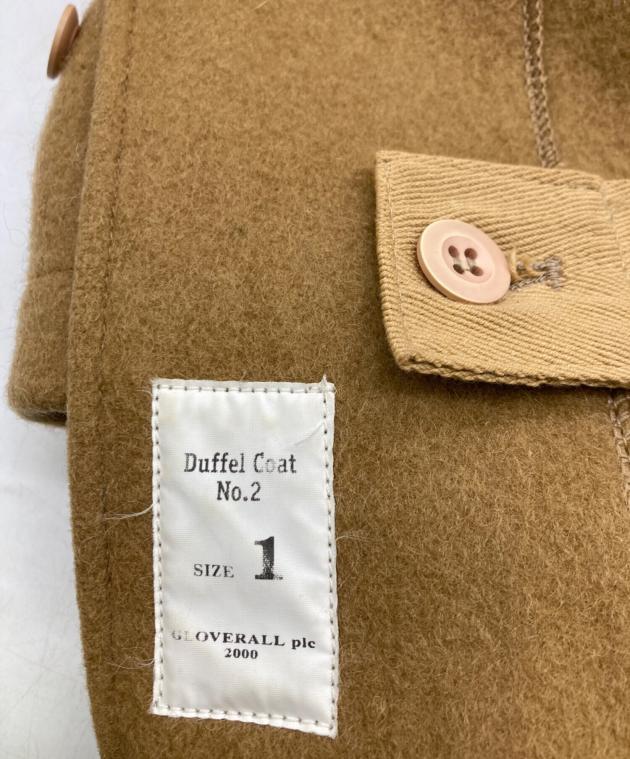 Duffel Coat
No.2
SIZE 1
GLOVERALL plc
2000